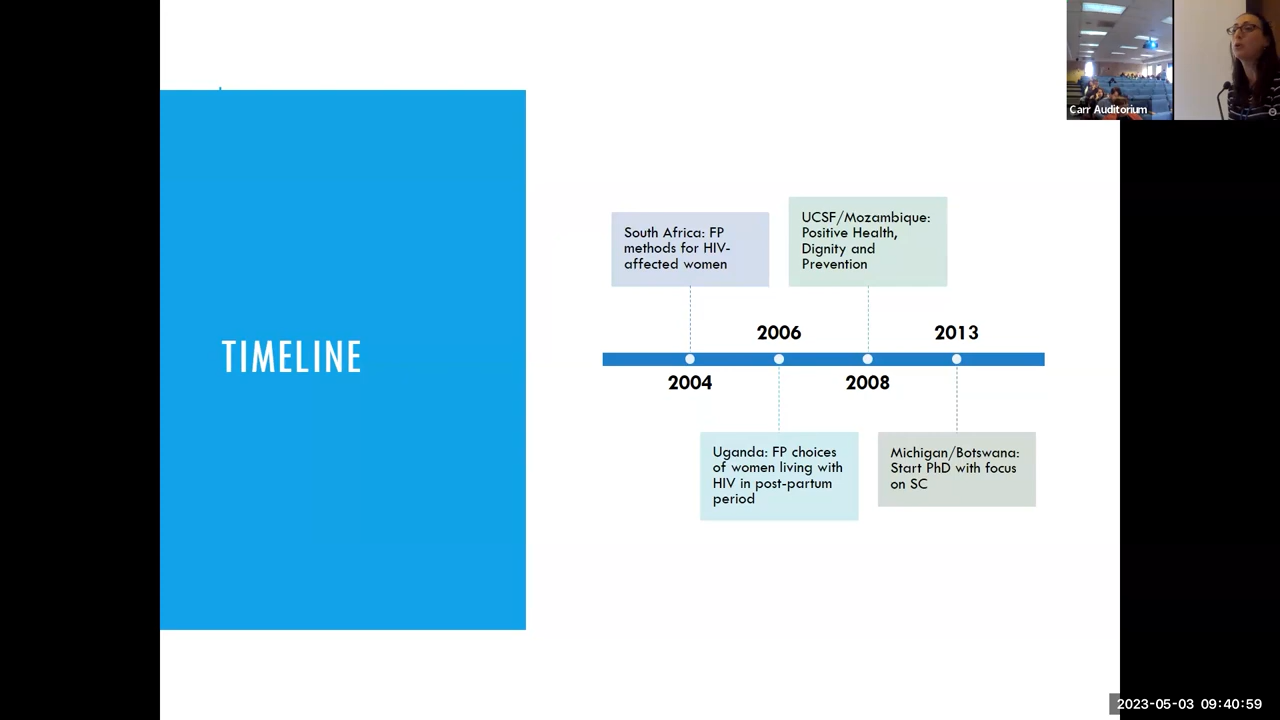 Carr Auditorium
TIMELINE
South Africa: FP
methods for HIV-
affected women
UCSF/Mozambique:
Positive Health,
Dignity and
Prevention
2006
2013
2004
2008
Uganda: FP choices
of women living with
HIV in post-partum
period
Michigan/Botswana:
Start PhD with focus
on SC
2023-05-03 09:40:59